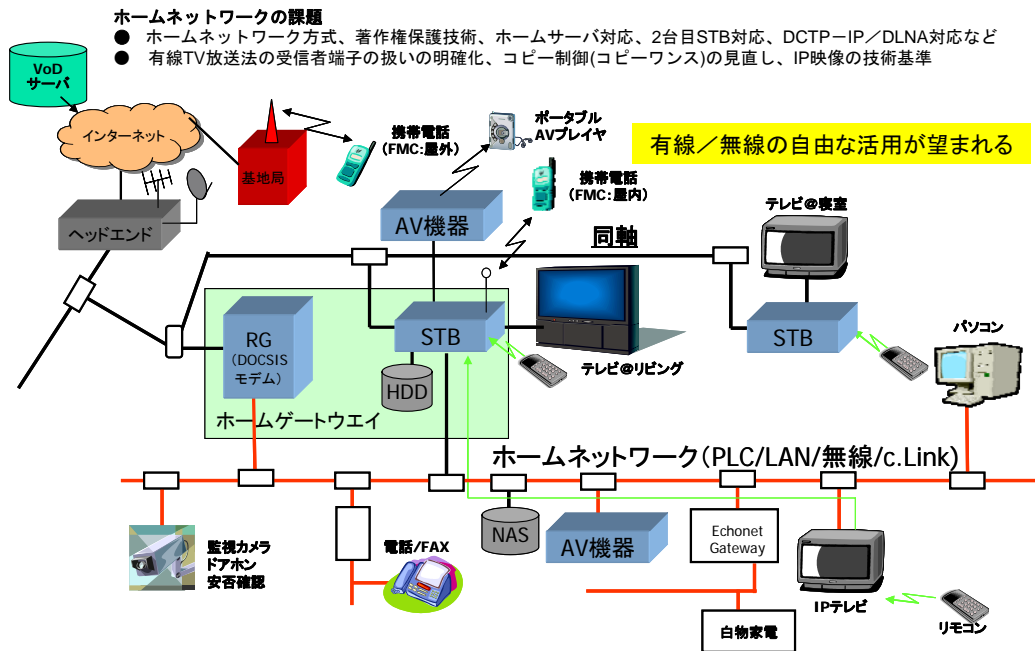 ホームネットワークの課題
● ホームネットワーク方式、著作権保護技術、ホームサーバ対応、2台目STB対応、DCTP－IP／DLNA対応など
● 有線TV放送法の受信者端子の扱いの明確化、コピー制御(コピーワンス)の見直し、IP映像の技術基準
VoD
サーバ
インターネット
基地局
携帯電話
(FMC:屋外)
ポータブル
AVプレイヤ
有線／無線の自由な活用が望まれる
携帯電話
(FMC:屋内)
テレビ@寝室
ヘッドエンド
AV機器
同軸
RG
(DOCSIS
モデム)
STB
STB
パソコン
テレビ@リビング
HDD
ホームゲートウエイ
ホームネットワーク(PLC/LAN/無線/c.Link)
監視カメラ
ドアホン
安否確認
電話/FAX
NAS
AV機器
Echonet
Gateway
IPテレビ
リモコン
白物家電